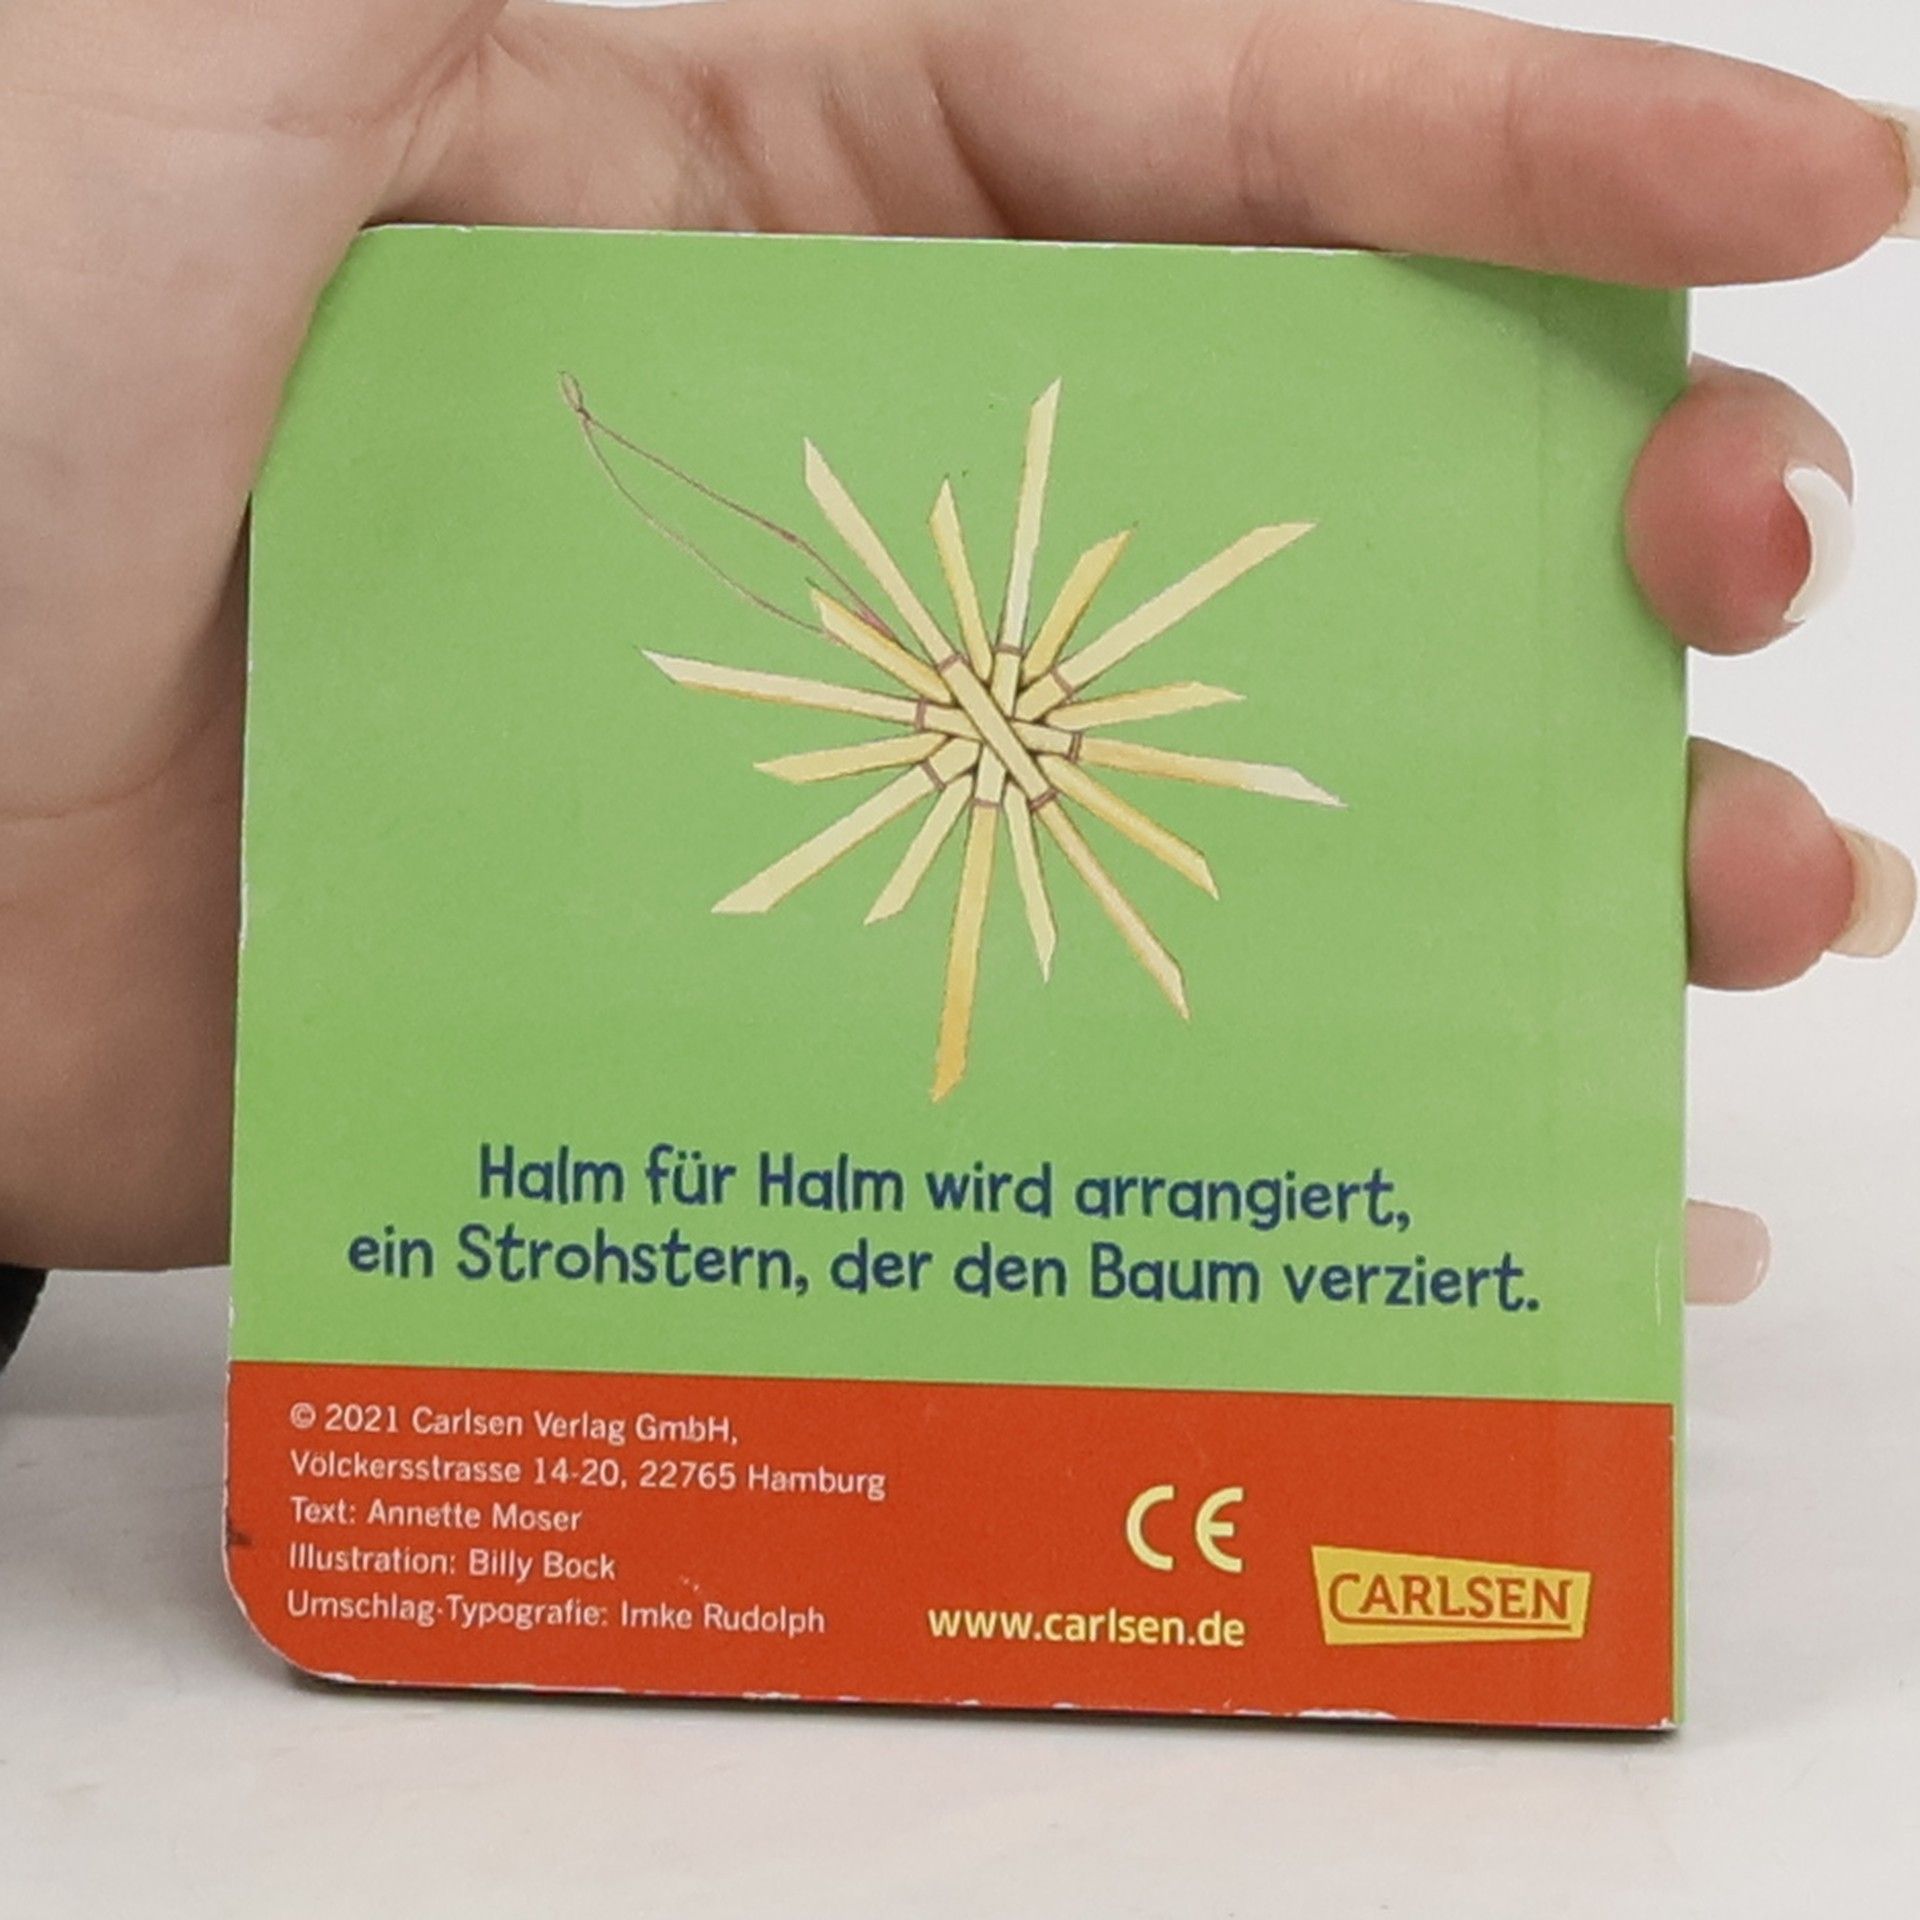 Halm für Halm wird arrangiert,
ein Strohstern, der den Baum verziert.
© 2021 Carlsen Verlag GmbH,
Völckersstrasse 14-20, 22765 Hamburg
Text: Annette Moser
Illustration: Billy Bock
Umschlag-Typografie: Imke Rudolph
CE
www.carlsen.de
CARLSEN